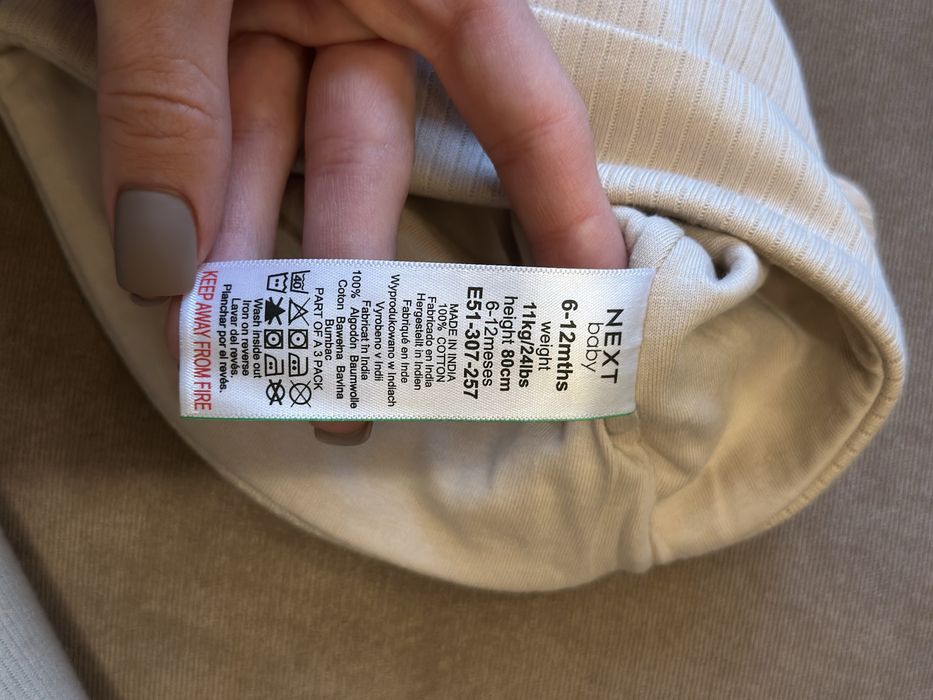 NEXT
baby
6-12mths
weight
11kg/24lbs
height 80cm
6-12meses
E51-307-257
MADE IN INDIA
100% COTTON
Fabricado en India
Hergestellt in Indien
Fabriqué en Inde
Wyprodukowano w Indiach
Vyrobeno v Indii
Fabricat în India
100% Algodón Baumwolle
Coton Bawełna Bavlna
Bumbac
PART OF A 3 PACK
40
Wash inside out
Iron on reverse
Lavar del revés.
Planchar por el revés.
KEEP AWAY FROM FIRE